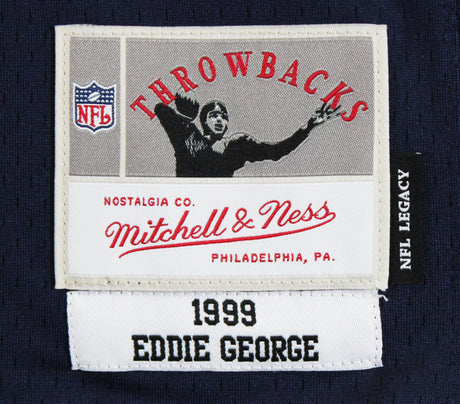 THROWBACKS
NFL
NOSTALGIA CO.
Mitchell & Ness
PHILADELPHIA, PA.
NFL LEGACY
1999
EDDIE GEORGE